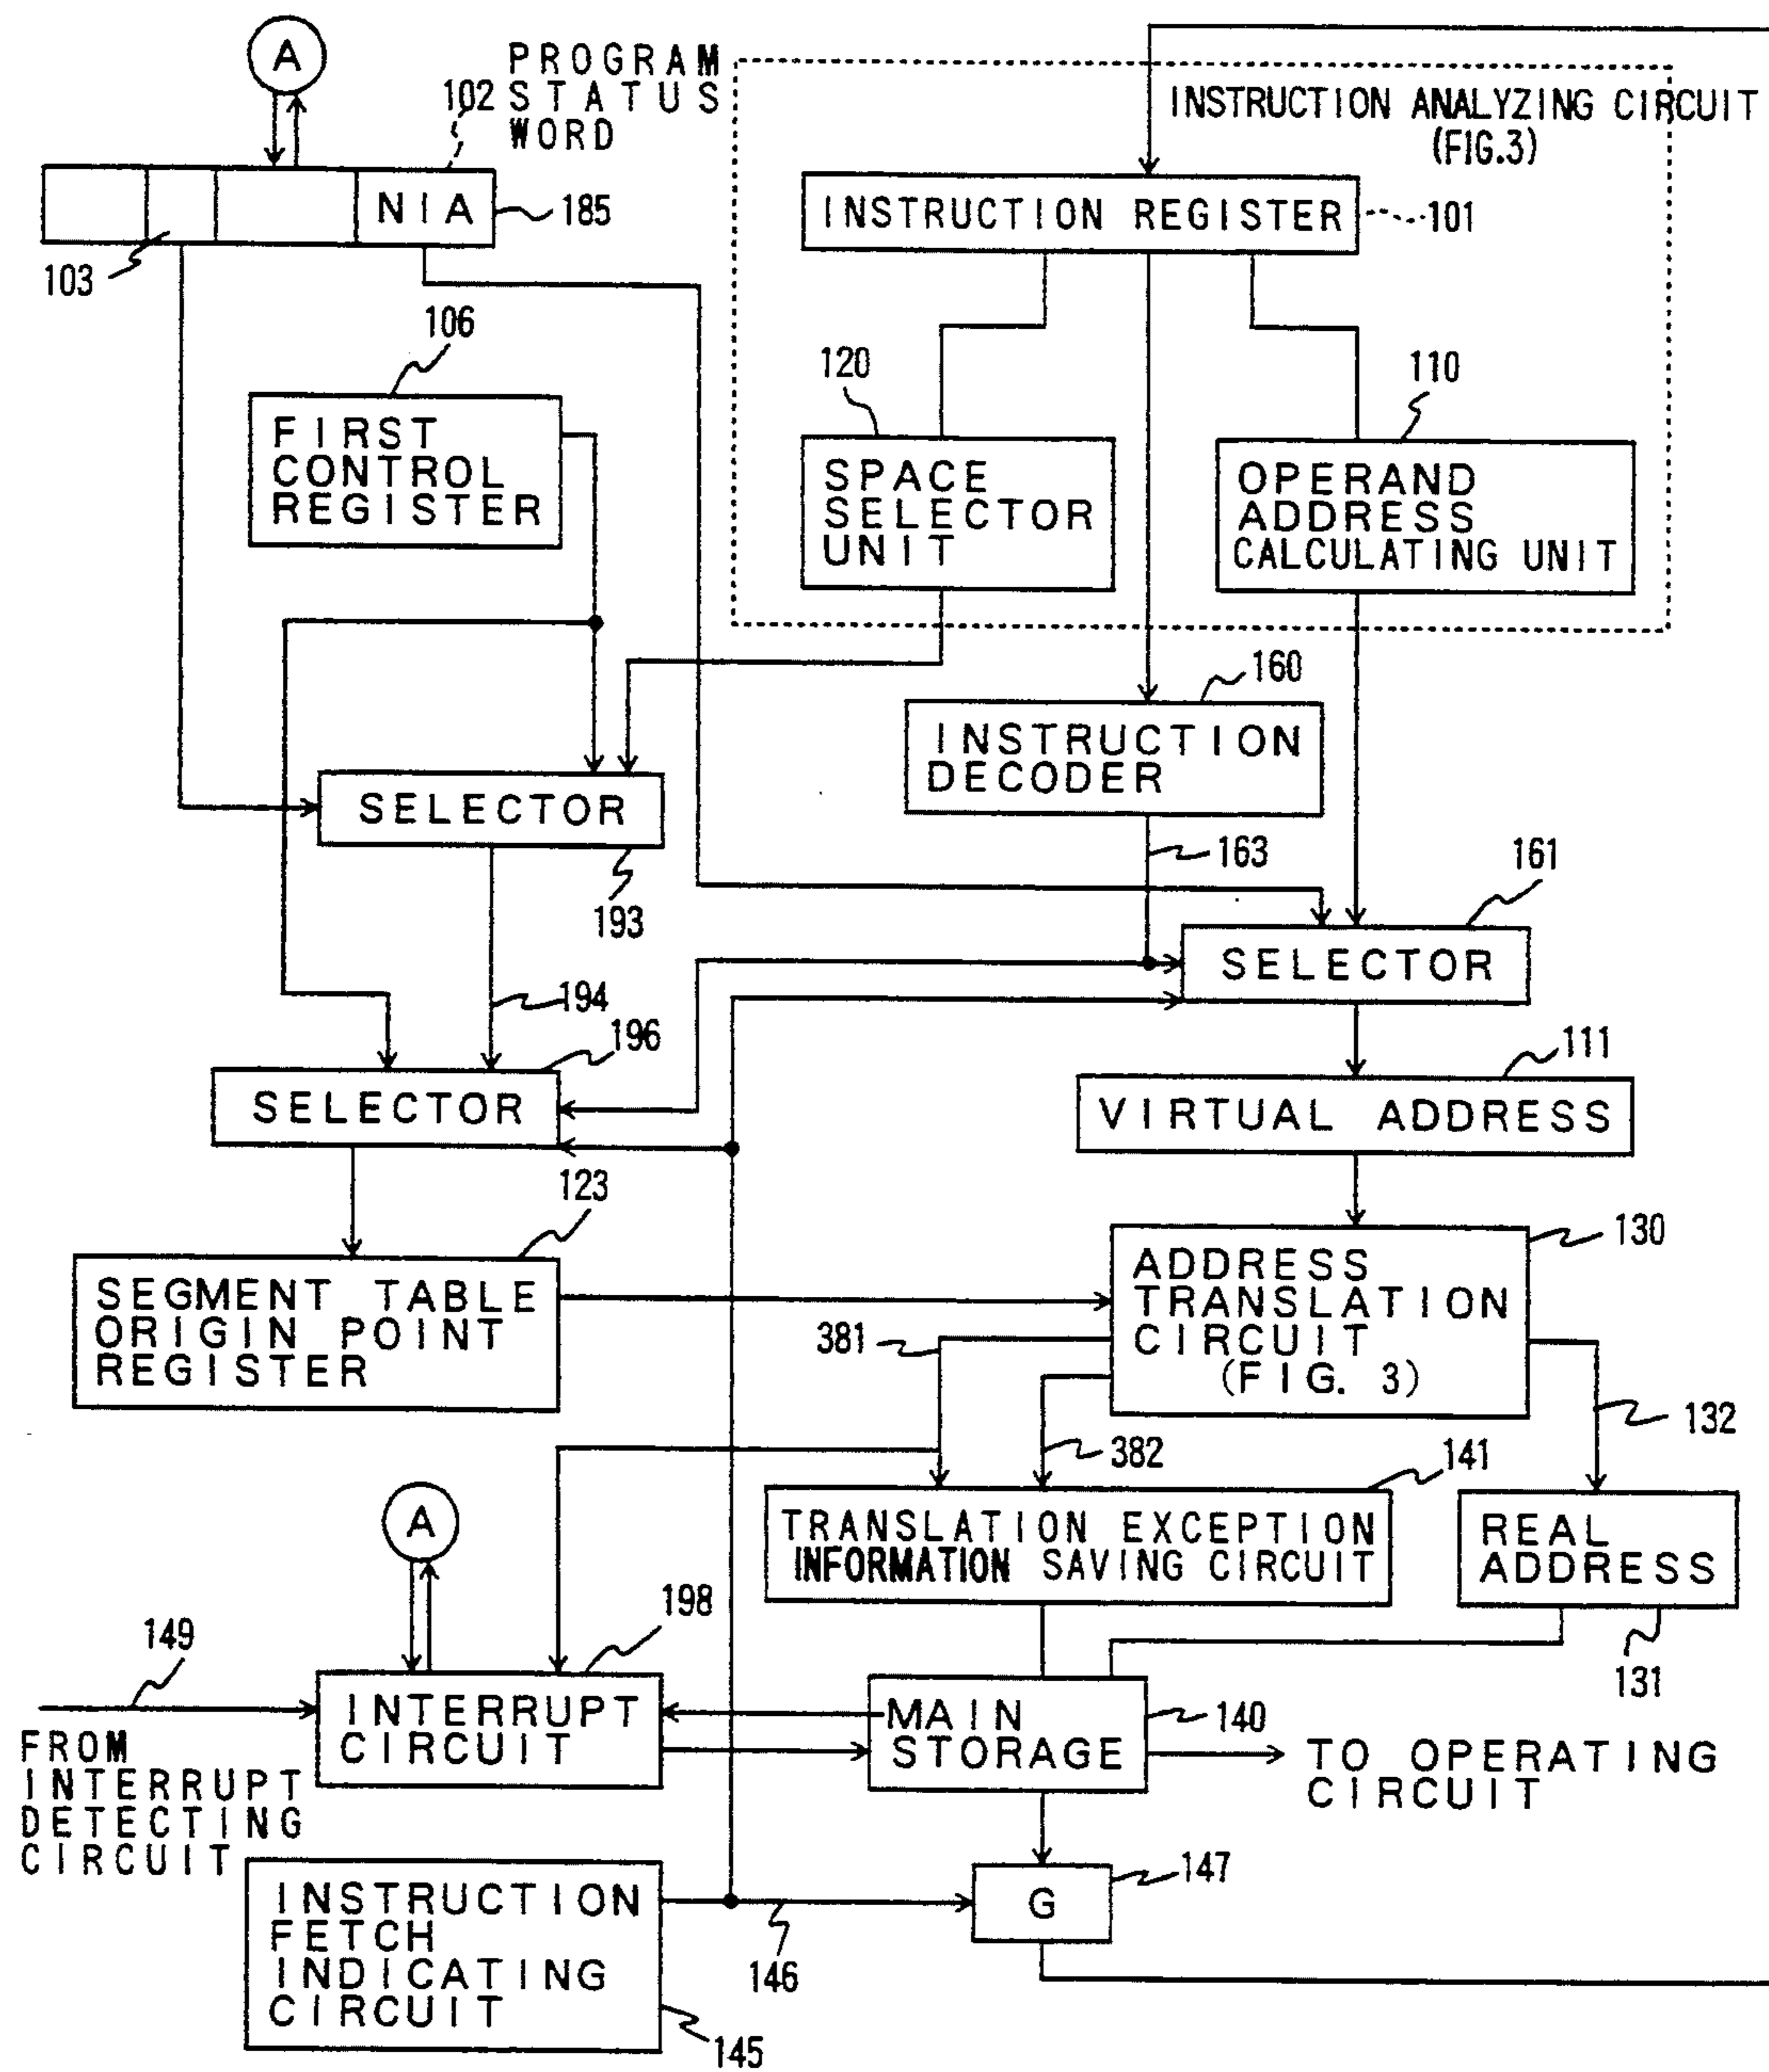 A
PROGRAM
102 STATUS
WORD
INSTRUCTION ANALYZING CIRCUIT
(FIG.3)
NIA
185
INSTRUCTION REGISTER
101
103
106
FIRST
CONTROL
REGISTER
120
SPACE
SELECTOR
UNIT
110
OPERAND
ADDRESS
CALCULATING UNIT
160
INSTRUCTION
DECODER
SELECTOR
193
163
161
SELECTOR
194
196
SELECTOR
111
VIRTUAL ADDRESS
123
SEGMENT TABLE
ORIGIN POINT
REGISTER
130
ADDRESS
TRANSLATION
CIRCUIT
(FIG. 3)
381
382
132
141
TRANSLATION EXCEPTION
INFORMATION SAVING CIRCUIT
REAL
ADDRESS
131
A
149
198
INTERRUPT
CIRCUIT
MAIN
STORAGE
140
FROM
INTERRUPT
DETECTING
CIRCUIT
TO OPERATING
CIRCUIT
147
G
INSTRUCTION
FETCH
INDICATING
CIRCUIT
146
145